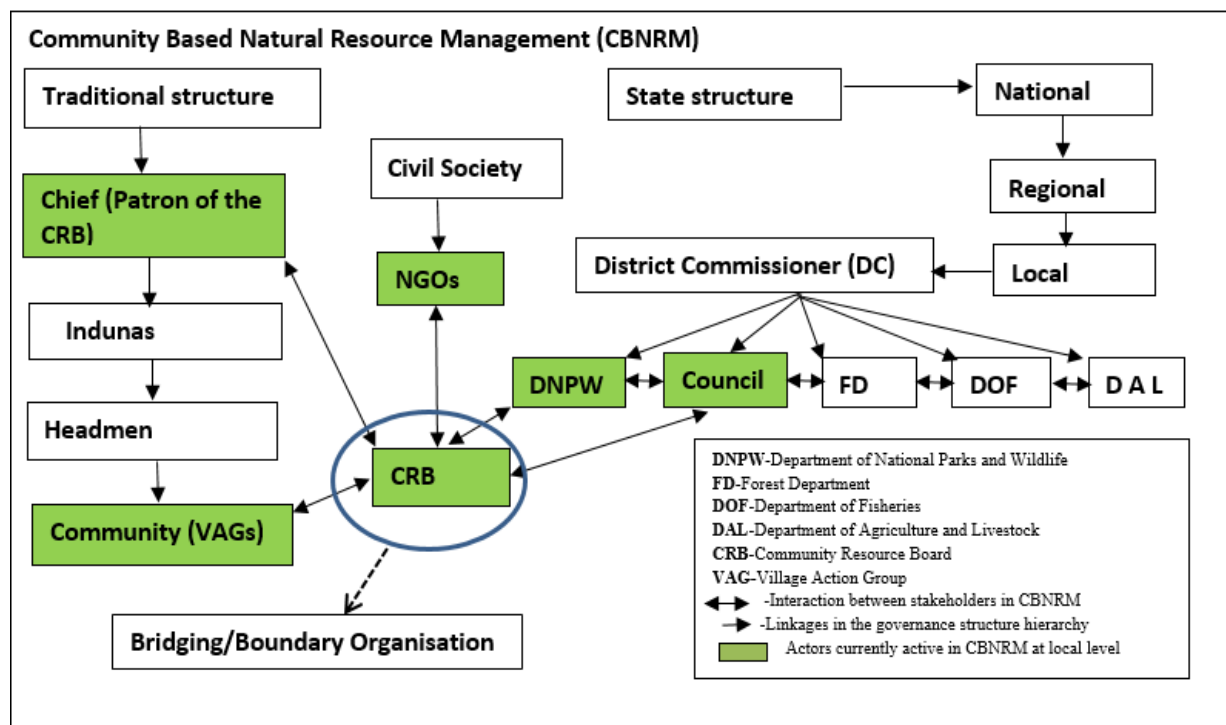 Community Based Natural Resource Management (CBNRM)
Traditional structure
State structure
National
Civil Society
Chief (Patron of the
CRB)
Regional
NGOs
District Commissioner (DC)
Local
Indunas
DNPW
Council
FD
DOF
D A L
Headmen
CRB
Community (VAGs)
Bridging/Boundary Organisation
DNPW-Department of National Parks and Wildlife
FD-Forest Department
DOF-Department of Fisheries
DAL-Department of Agriculture and Livestock
CRB-Community Resource Board
VAG-Village Action Group
-Interaction between stakeholders in CBNRM
-Linkages in the governance structure hierarchy
Actors currently active in CBNRM at local level